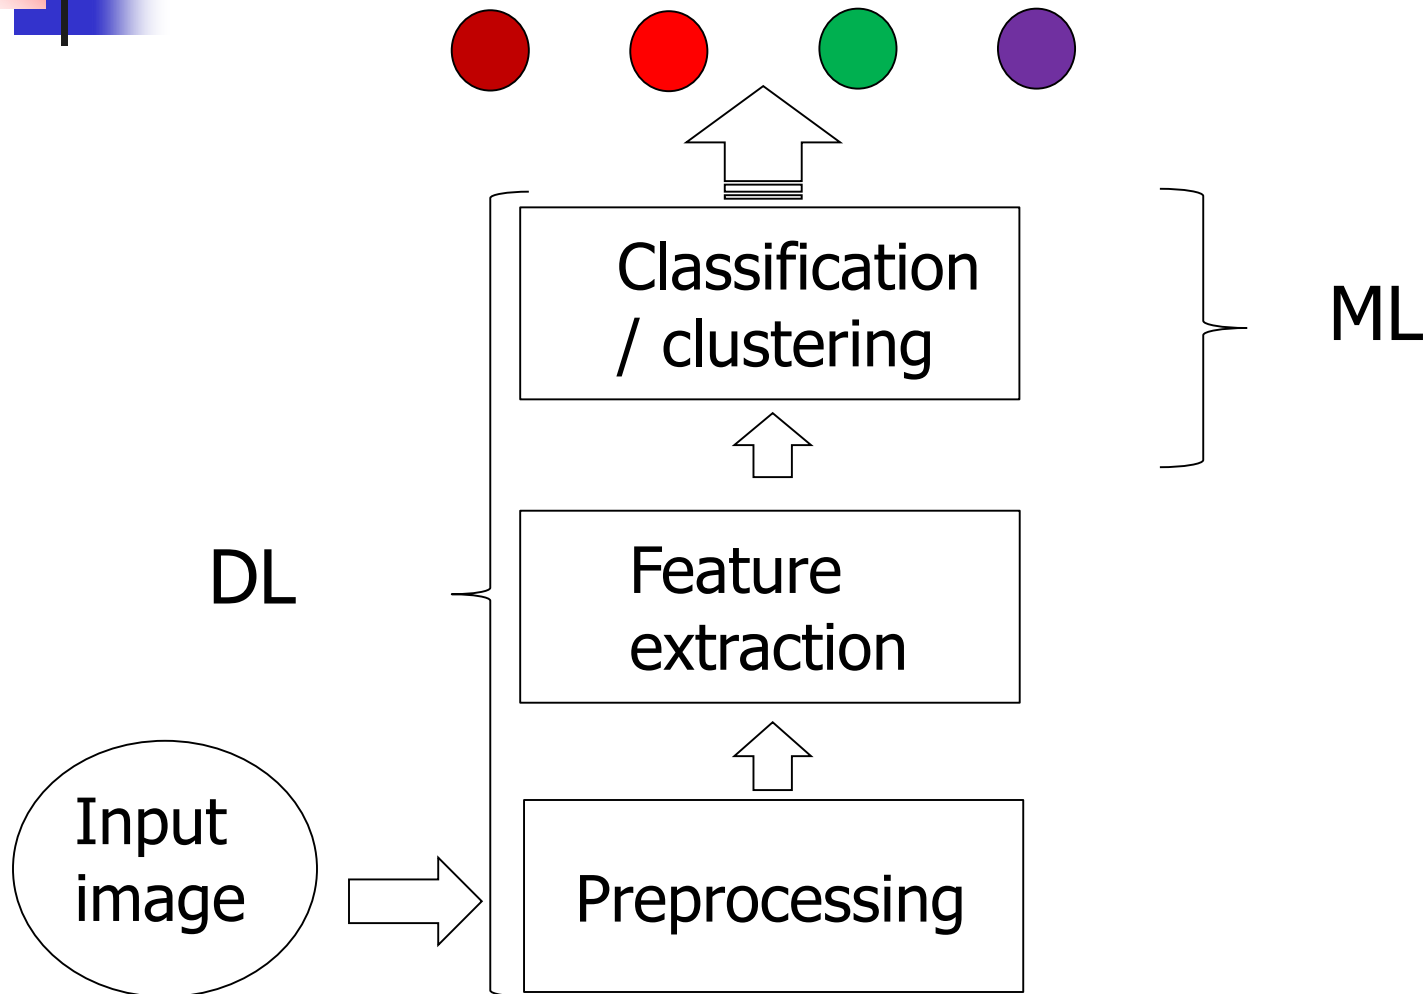 Classification
/ clustering
ML
DL
Feature
extraction
Input
image
Preprocessing